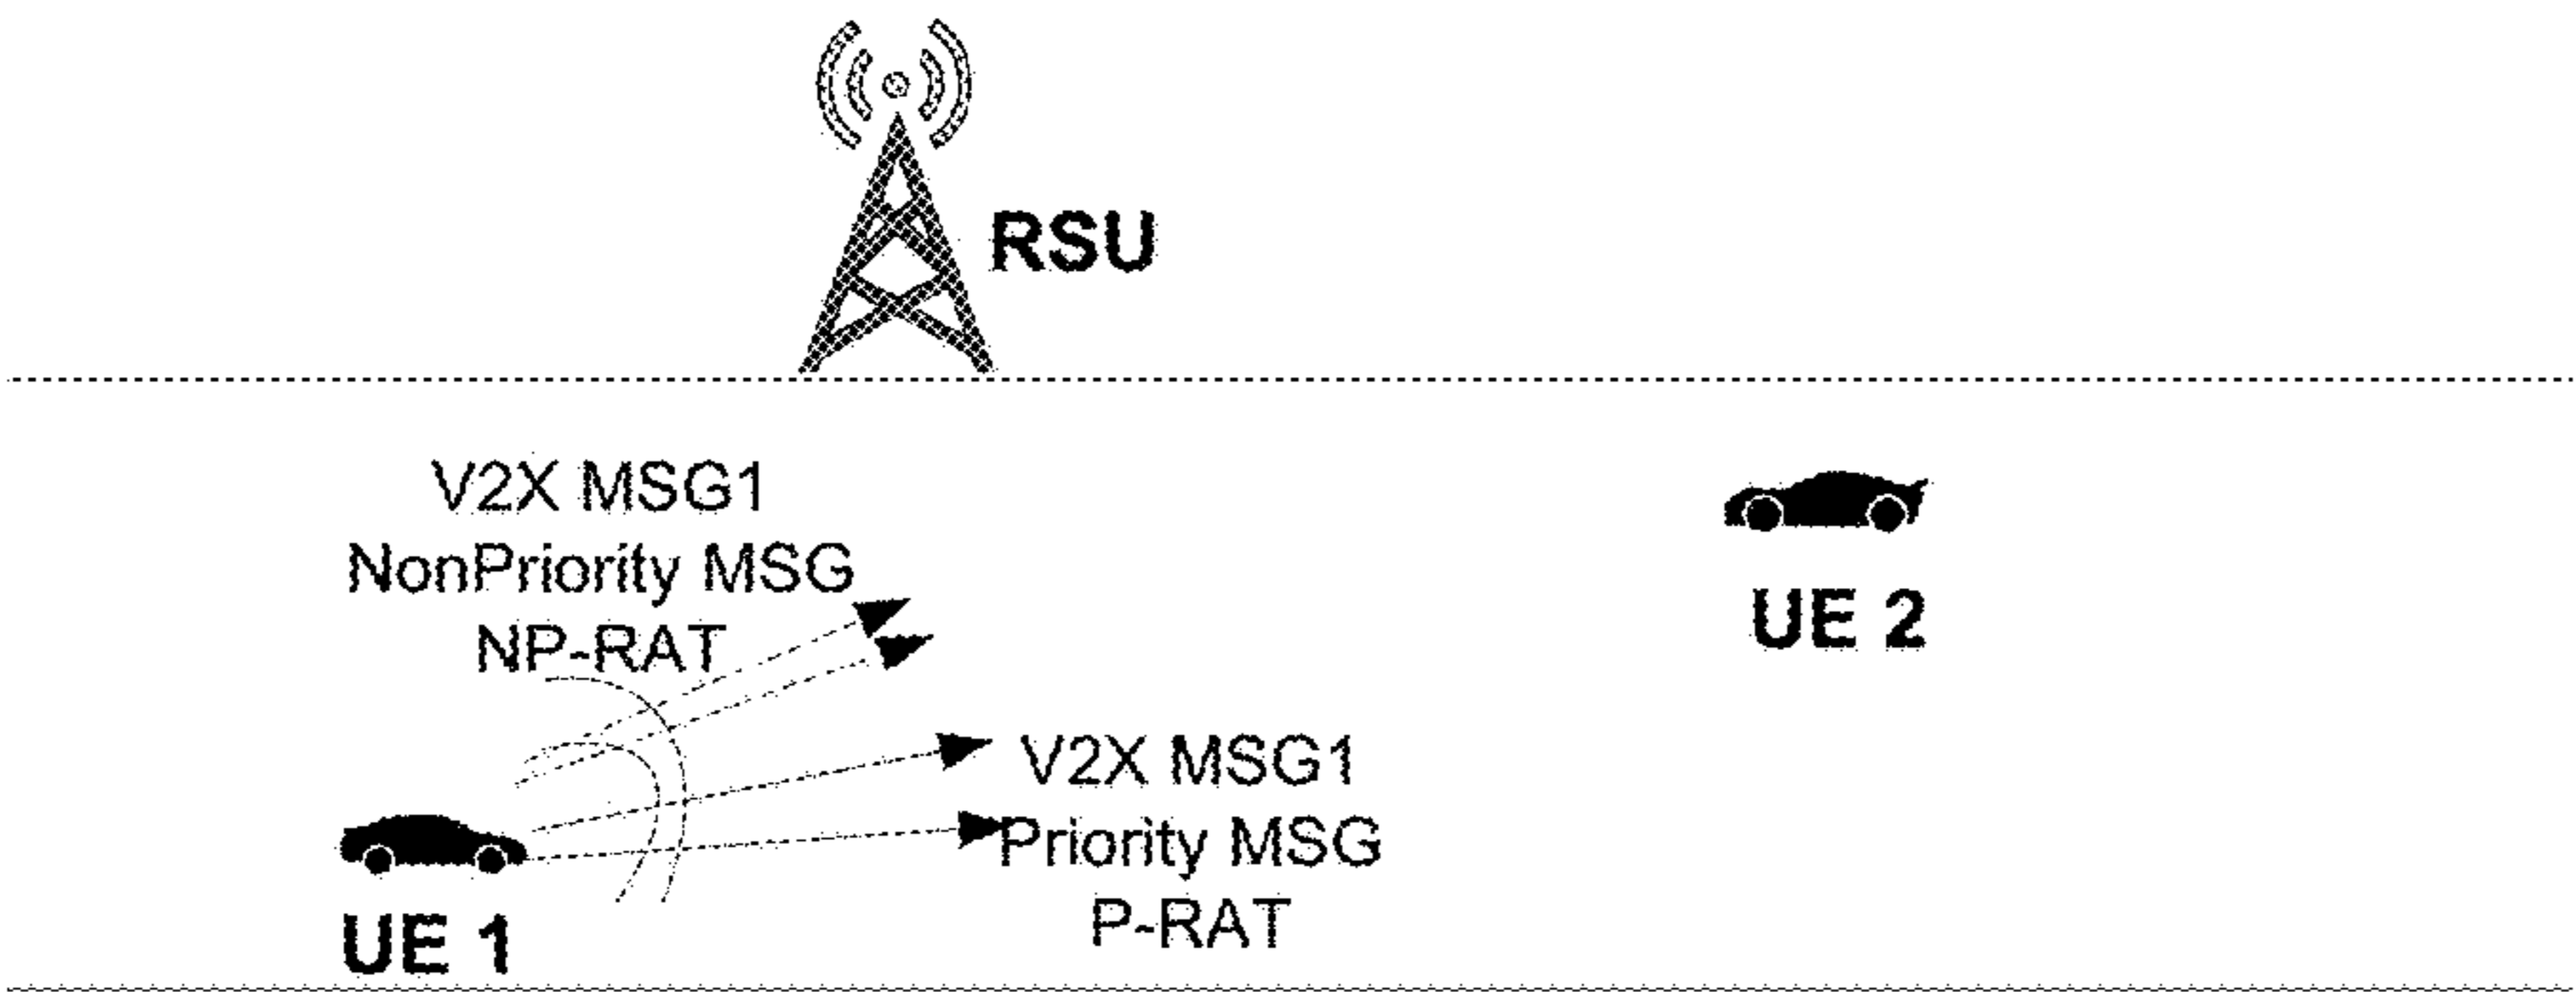 RSU
V2X MSG1
NonPriority MSG
NP-RAT
UE 2
V2X MSG1
Priority MSG
P-RAT
UE 1